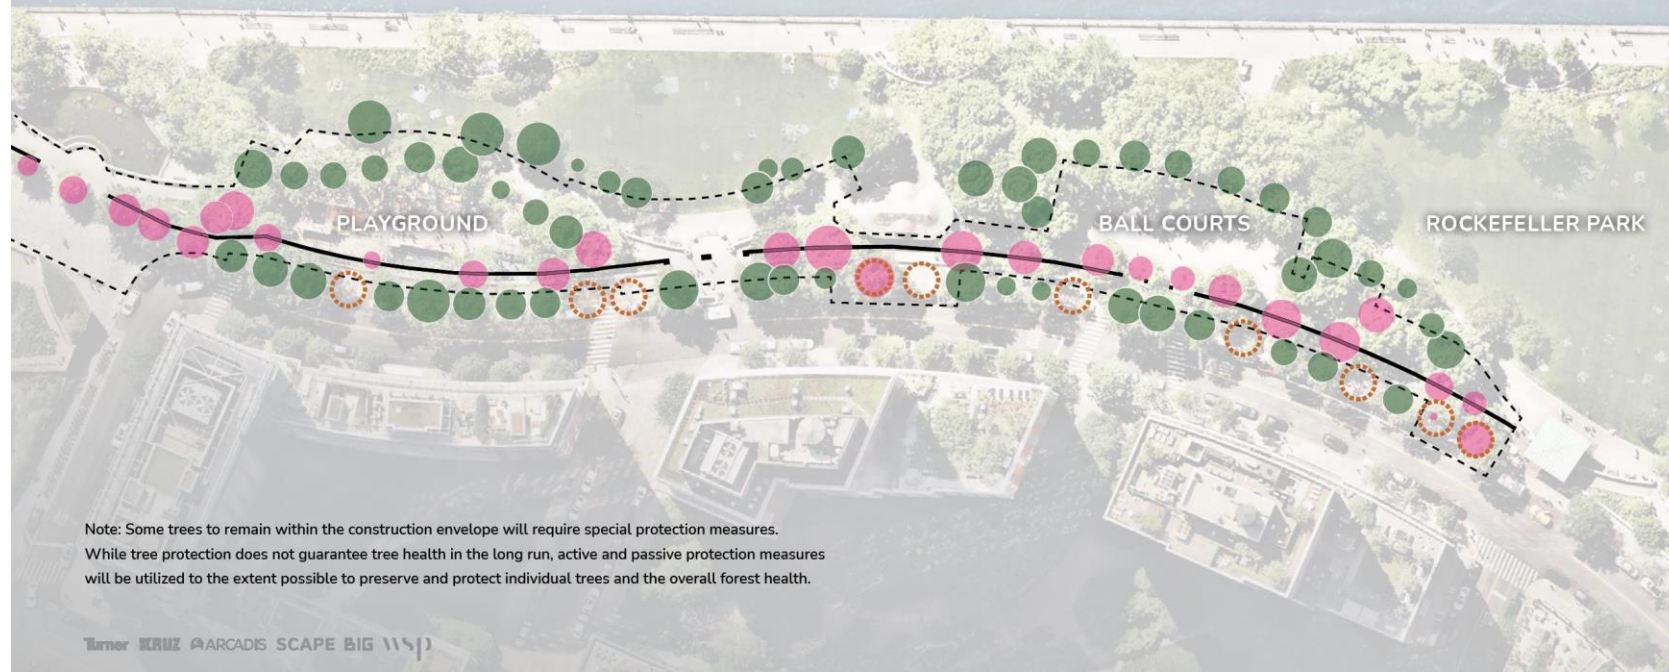 PLAYGROUND
BALL COURTS
ROCKEFELLER PARK
Note: Some trees to remain within the construction envelope will require special protection measures.
While tree protection does not guarantee tree health in the long run, active and passive protection measures
will be utilized to the extent possible to preserve and protect individual trees and the overall forest health.
Turner KRUZ ARCADIS SCAPE BIG WSP